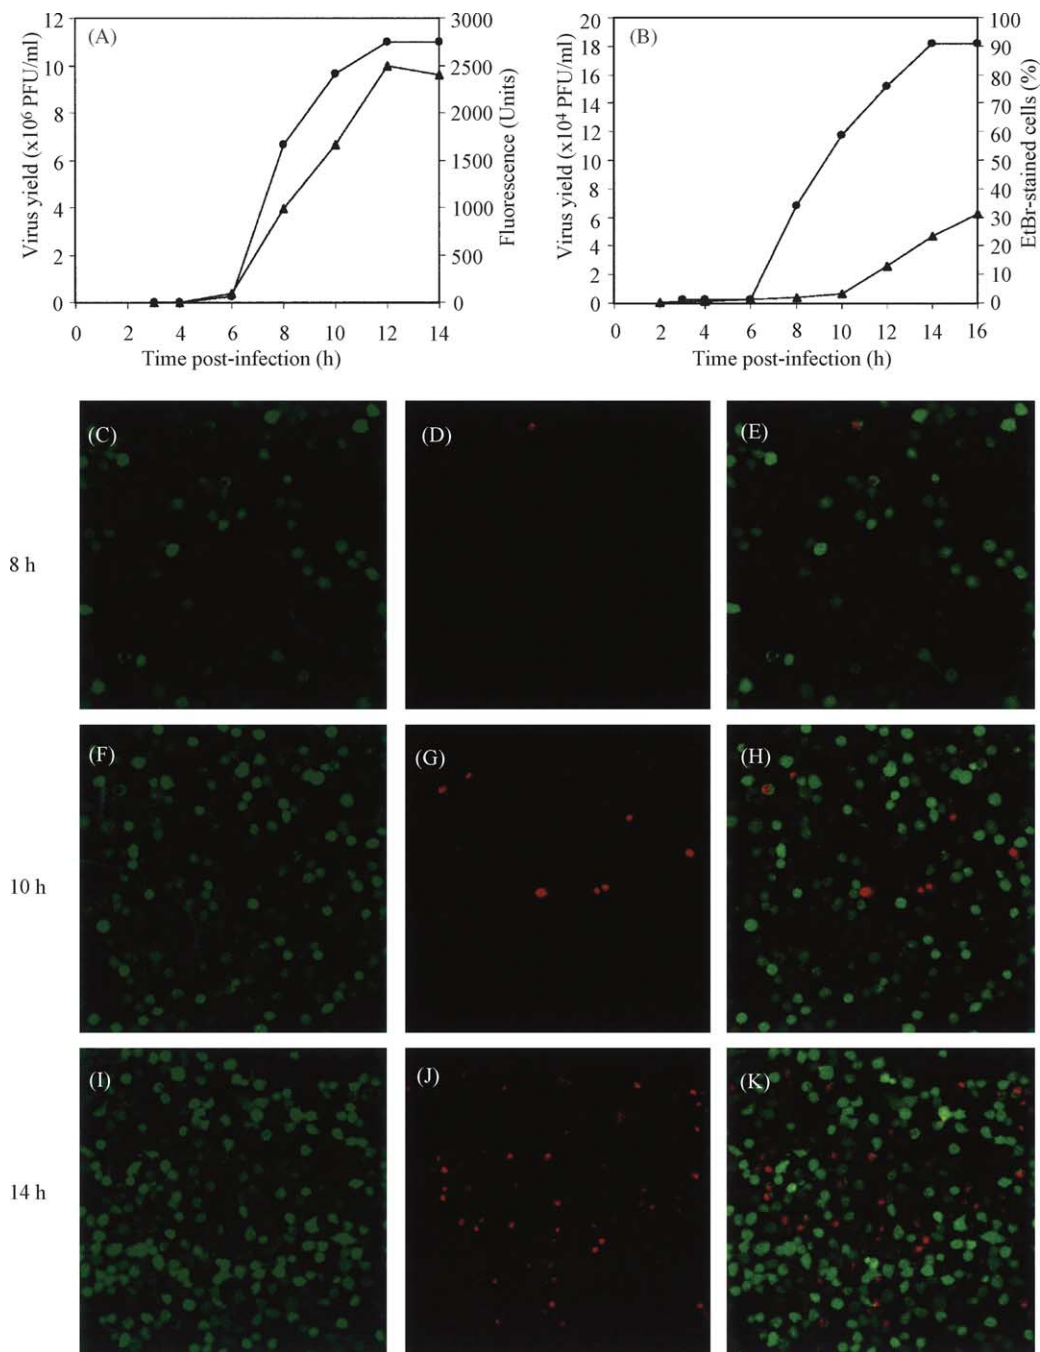 (A)
Virus yield (x10⁶ PFU/ml)
12
10
8
6
4
2
0
3000
2500
2000
1500
1000
500
0
Fluorescence (Units)
0 2 4 6 8 10 12 14
Time post-infection (h)
(B)
Virus yield (x10⁴ PFU/ml)
20
18
16
14
12
10
8
6
4
2
0
100
90
80
70
60
50
40
30
20
10
0
EtBr-stained cells (%)
0 2 4 6 8 10 12 14 16
Time post-infection (h)
8 h
(C)
(D)
(E)
10 h
(F)
(G)
(H)
14 h
(I)
(J)
(K)